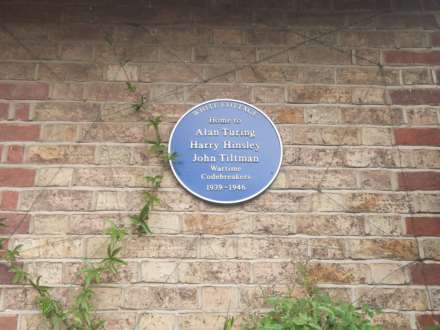 WHITE COTTAGE
Home to
Alan Turing
Harry Hinsley
John Tiltman
Wartime
Codebreakers
1939-1946